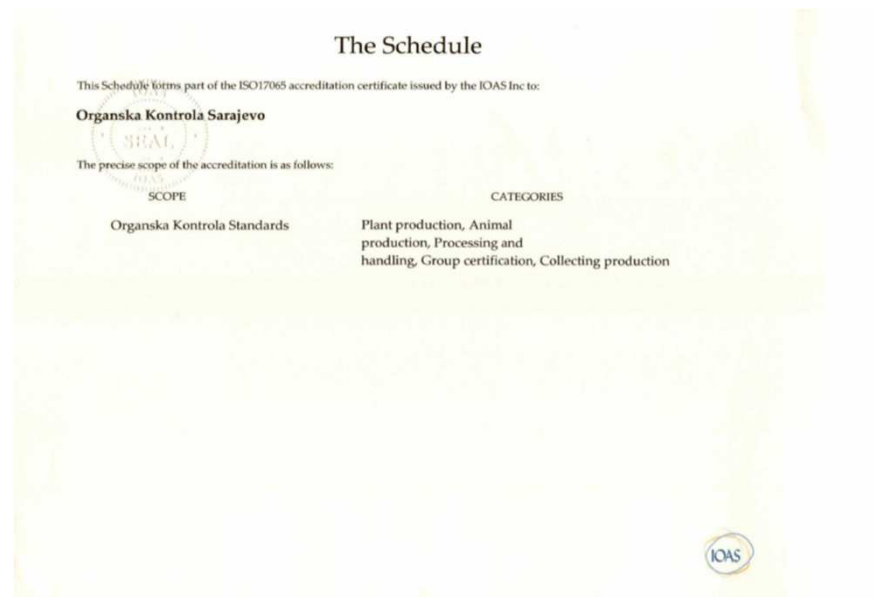 The Schedule
This Schedule forms part of the ISO17065 accreditation certificate issued by the IOAS Inc to:
Organska Kontrola Sarajevo
SEAL
IOAS
The precise scope of the accreditation is as follows:
SCOPE
CATEGORIES
Organska Kontrola Standards
Plant production, Animal
production, Processing and
handling, Group certification, Collecting production
IOAS